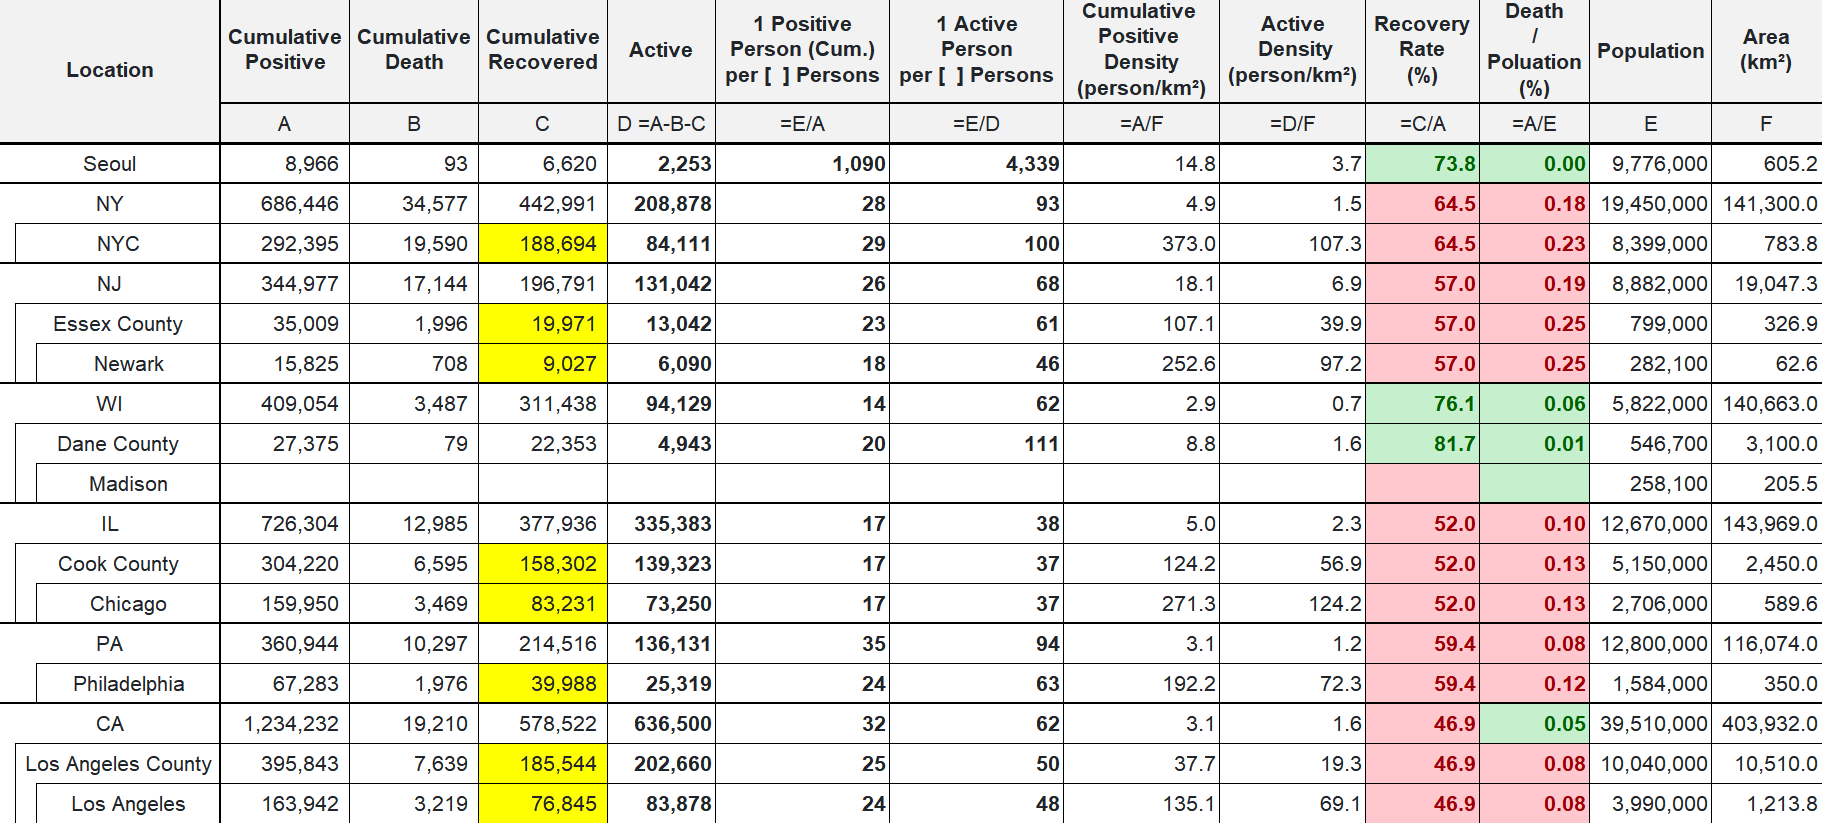 Location Cumulative Positive Cumulative Death Cumulative Recovered Active 1 Positive Person (Cum.) per [ ] Persons 1 Active Person per [ ] Persons Cumulative Positive Density (person/km²) Active Density (person/km²) Recovery Rate (%) Death / Poluation (%) Population Area (km²)
A B C D =A-B-C =E/A =E/D =A/F =D/F =C/A =A/E E F
Seoul 8,966 93 6,620 2,253 1,090 4,339 14.8 3.7 73.8 0.00 9,776,000 605.2
NY 686,446 34,577 442,991 208,878 28 93 4.9 1.5 64.5 0.18 19,450,000 141,300.0
NYC 292,395 19,590 188,694 84,111 29 100 373.0 107.3 64.5 0.23 8,399,000 783.8
NJ 344,977 17,144 196,791 131,042 26 68 18.1 6.9 57.0 0.19 8,882,000 19,047.3
Essex County 35,009 1,996 19,971 13,042 23 61 107.1 39.9 57.0 0.25 799,000 326.9
Newark 15,825 708 9,027 6,090 18 46 252.6 97.2 57.0 0.25 282,100 62.6
WI 409,054 3,487 311,438 94,129 14 62 2.9 0.7 76.1 0.06 5,822,000 140,663.0
Dane County 27,375 79 22,353 4,943 20 111 8.8 1.6 81.7 0.01 546,700 3,100.0
Madison 258,100 205.5
IL 726,304 12,985 377,936 335,383 17 38 5.0 2.3 52.0 0.10 12,670,000 143,969.0
Cook County 304,220 6,595 158,302 139,323 17 37 124.2 56.9 52.0 0.13 5,150,000 2,450.0
Chicago 159,950 3,469 83,231 73,250 17 37 271.3 124.2 52.0 0.13 2,706,000 589.6
PA 360,944 10,297 214,516 136,131 35 94 3.1 1.2 59.4 0.08 12,800,000 116,074.0
Philadelphia 67,283 1,976 39,988 25,319 24 63 192.2 72.3 59.4 0.12 1,584,000 350.0
CA 1,234,232 19,210 578,522 636,500 32 62 3.1 1.6 46.9 0.05 39,510,000 403,932.0
Los Angeles County 395,843 7,639 185,544 202,660 25 50 37.7 19.3 46.9 0.08 10,040,000 10,510.0
Los Angeles 163,942 3,219 76,845 83,878 24 48 135.1 69.1 46.9 0.08 3,990,000 1,213.8